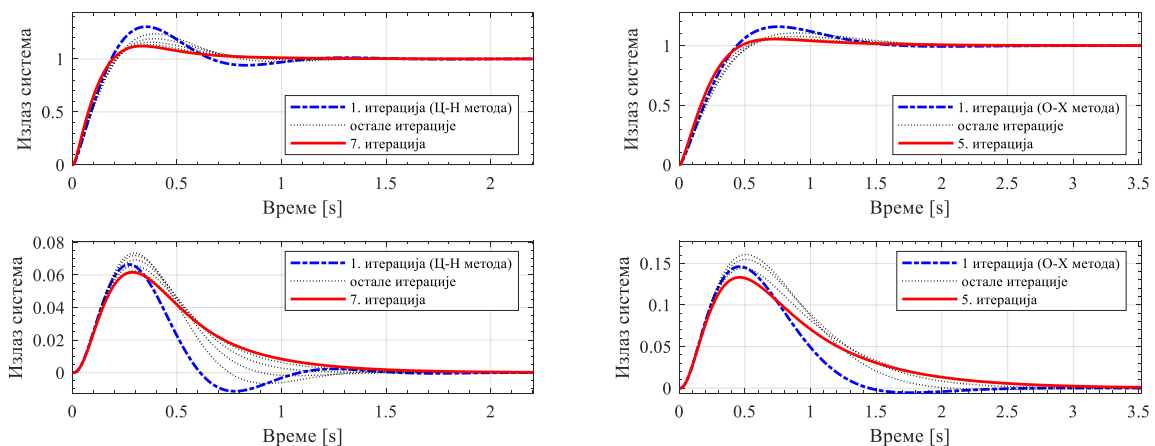 Излаз система
1
0.5
0
1. итерација (Ц-Н метода)
остале итерације
7. итерација
0 0.5 1 1.5 2
Време [s]
Излаз система
1
0.5
0
1. итерација (О-Х метода)
остале итерације
5. итерација
0 0.5 1 1.5 2 2.5 3 3.5
Време [s]
Излаз система
0.08
0.06
0.04
0.02
0
1. итерација (Ц-Н метода)
остале итерације
7. итерација
0 0.5 1 1.5 2
Време [s]
Излаз система
0.15
0.1
0.05
0
1 итерација (О-Х метода)
остале итерације
5. итерација
0 0.5 1 1.5 2 2.5 3 3.5
Време [s]